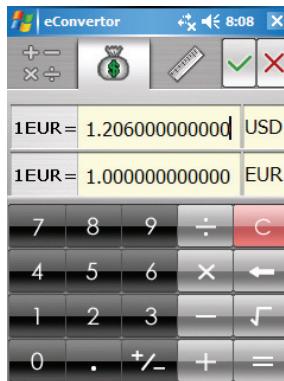 eConvertor 8:08
1EUR= 1.206000000000 USD
1EUR= 1.000000000000 EUR
7 8 9 ÷ C
4 5 6 × ←
1 2 3 − √
0 . +/- + =